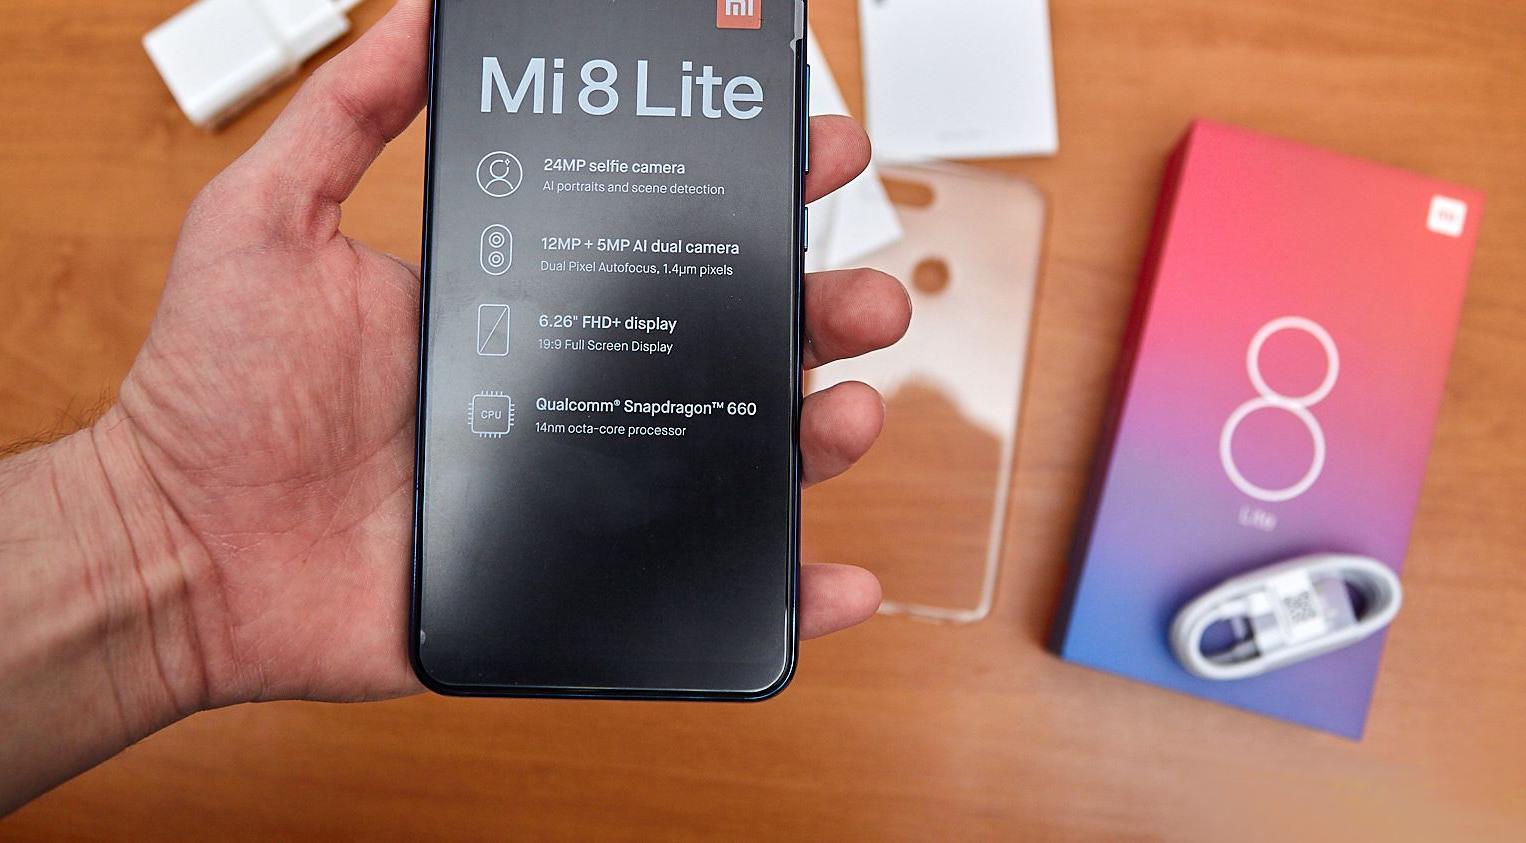 mi
Mi 8 Lite
24MP selfie camera
AI portraits and scene detection
12MP + 5MP AI dual camera
Dual Pixel Autofocus, 1.4µm pixels
6.26" FHD+ display
19:9 Full Screen Display
CPU
Qualcomm® Snapdragon™ 660
14nm octa-core processor
mi
8
Lite